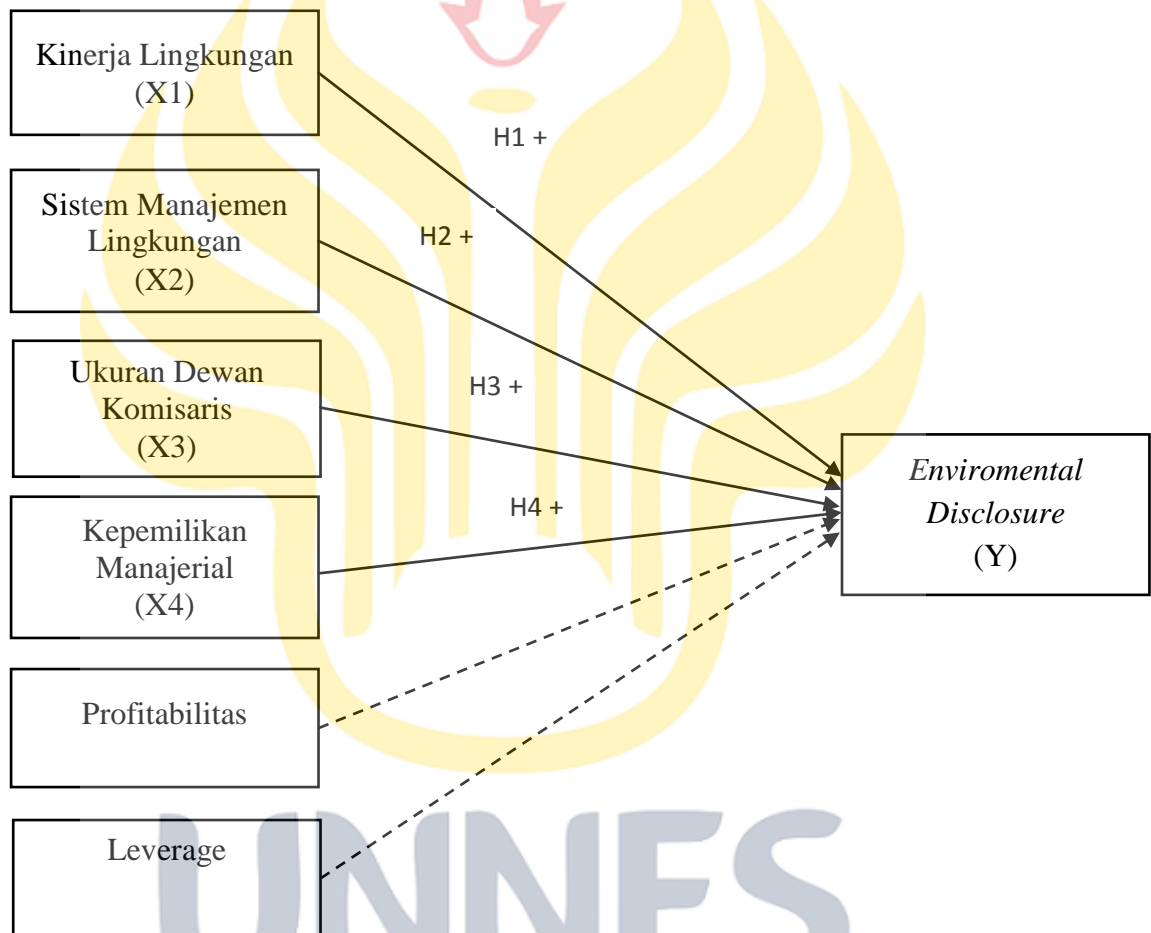 Kinerja Lingkungan
(X1)
H1 +
Sistem Manajemen
Lingkungan
(X2)
H2 +
Ukuran Dewan
Komisaris
(X3)
H3 +
Kepemilikan
Manajerial
(X4)
H4 +
Enviromental
Disclosure
(Y)
Profitabilitas
Leverage
UNNES